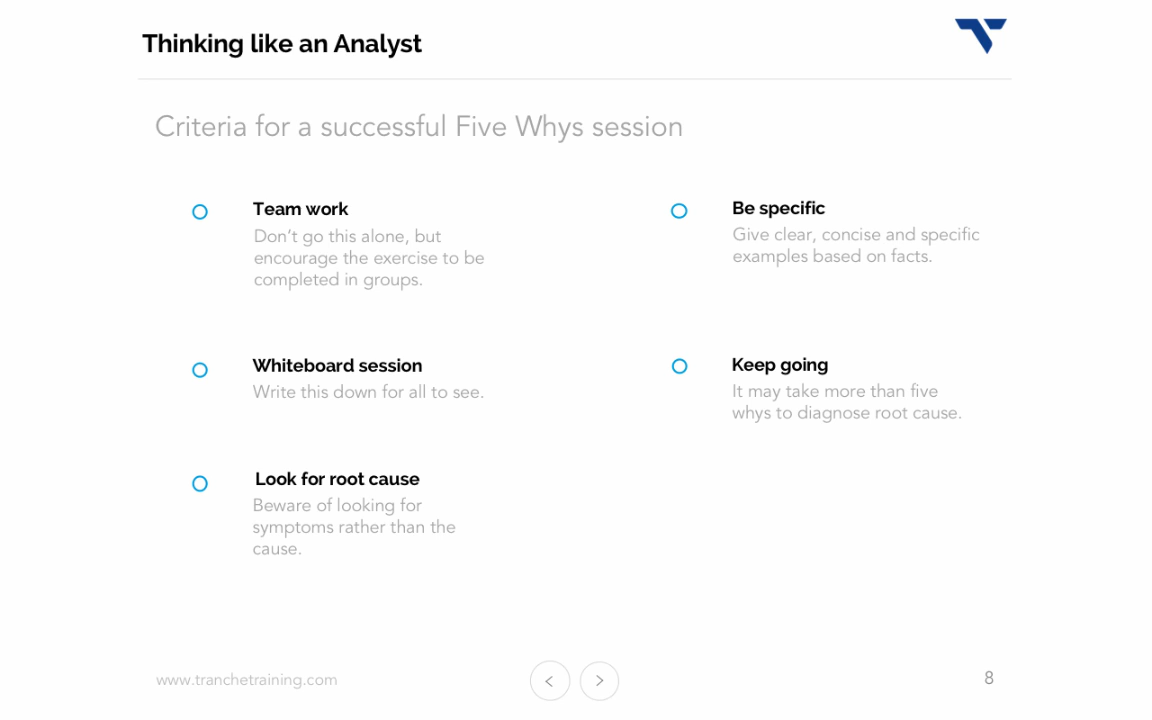 Thinking like an Analyst
Criteria for a successful Five Whys session
Team work
Don’t go this alone, but
encourage the exercise to be
completed in groups.
Whiteboard session
Write this down for all to see.
Look for root cause
Beware of looking for
symptoms rather than the
cause.
Be specific
Give clear, concise and specific
examples based on facts.
Keep going
It may take more than five
whys to diagnose root cause.
www.tranchetraining.com
< >
8